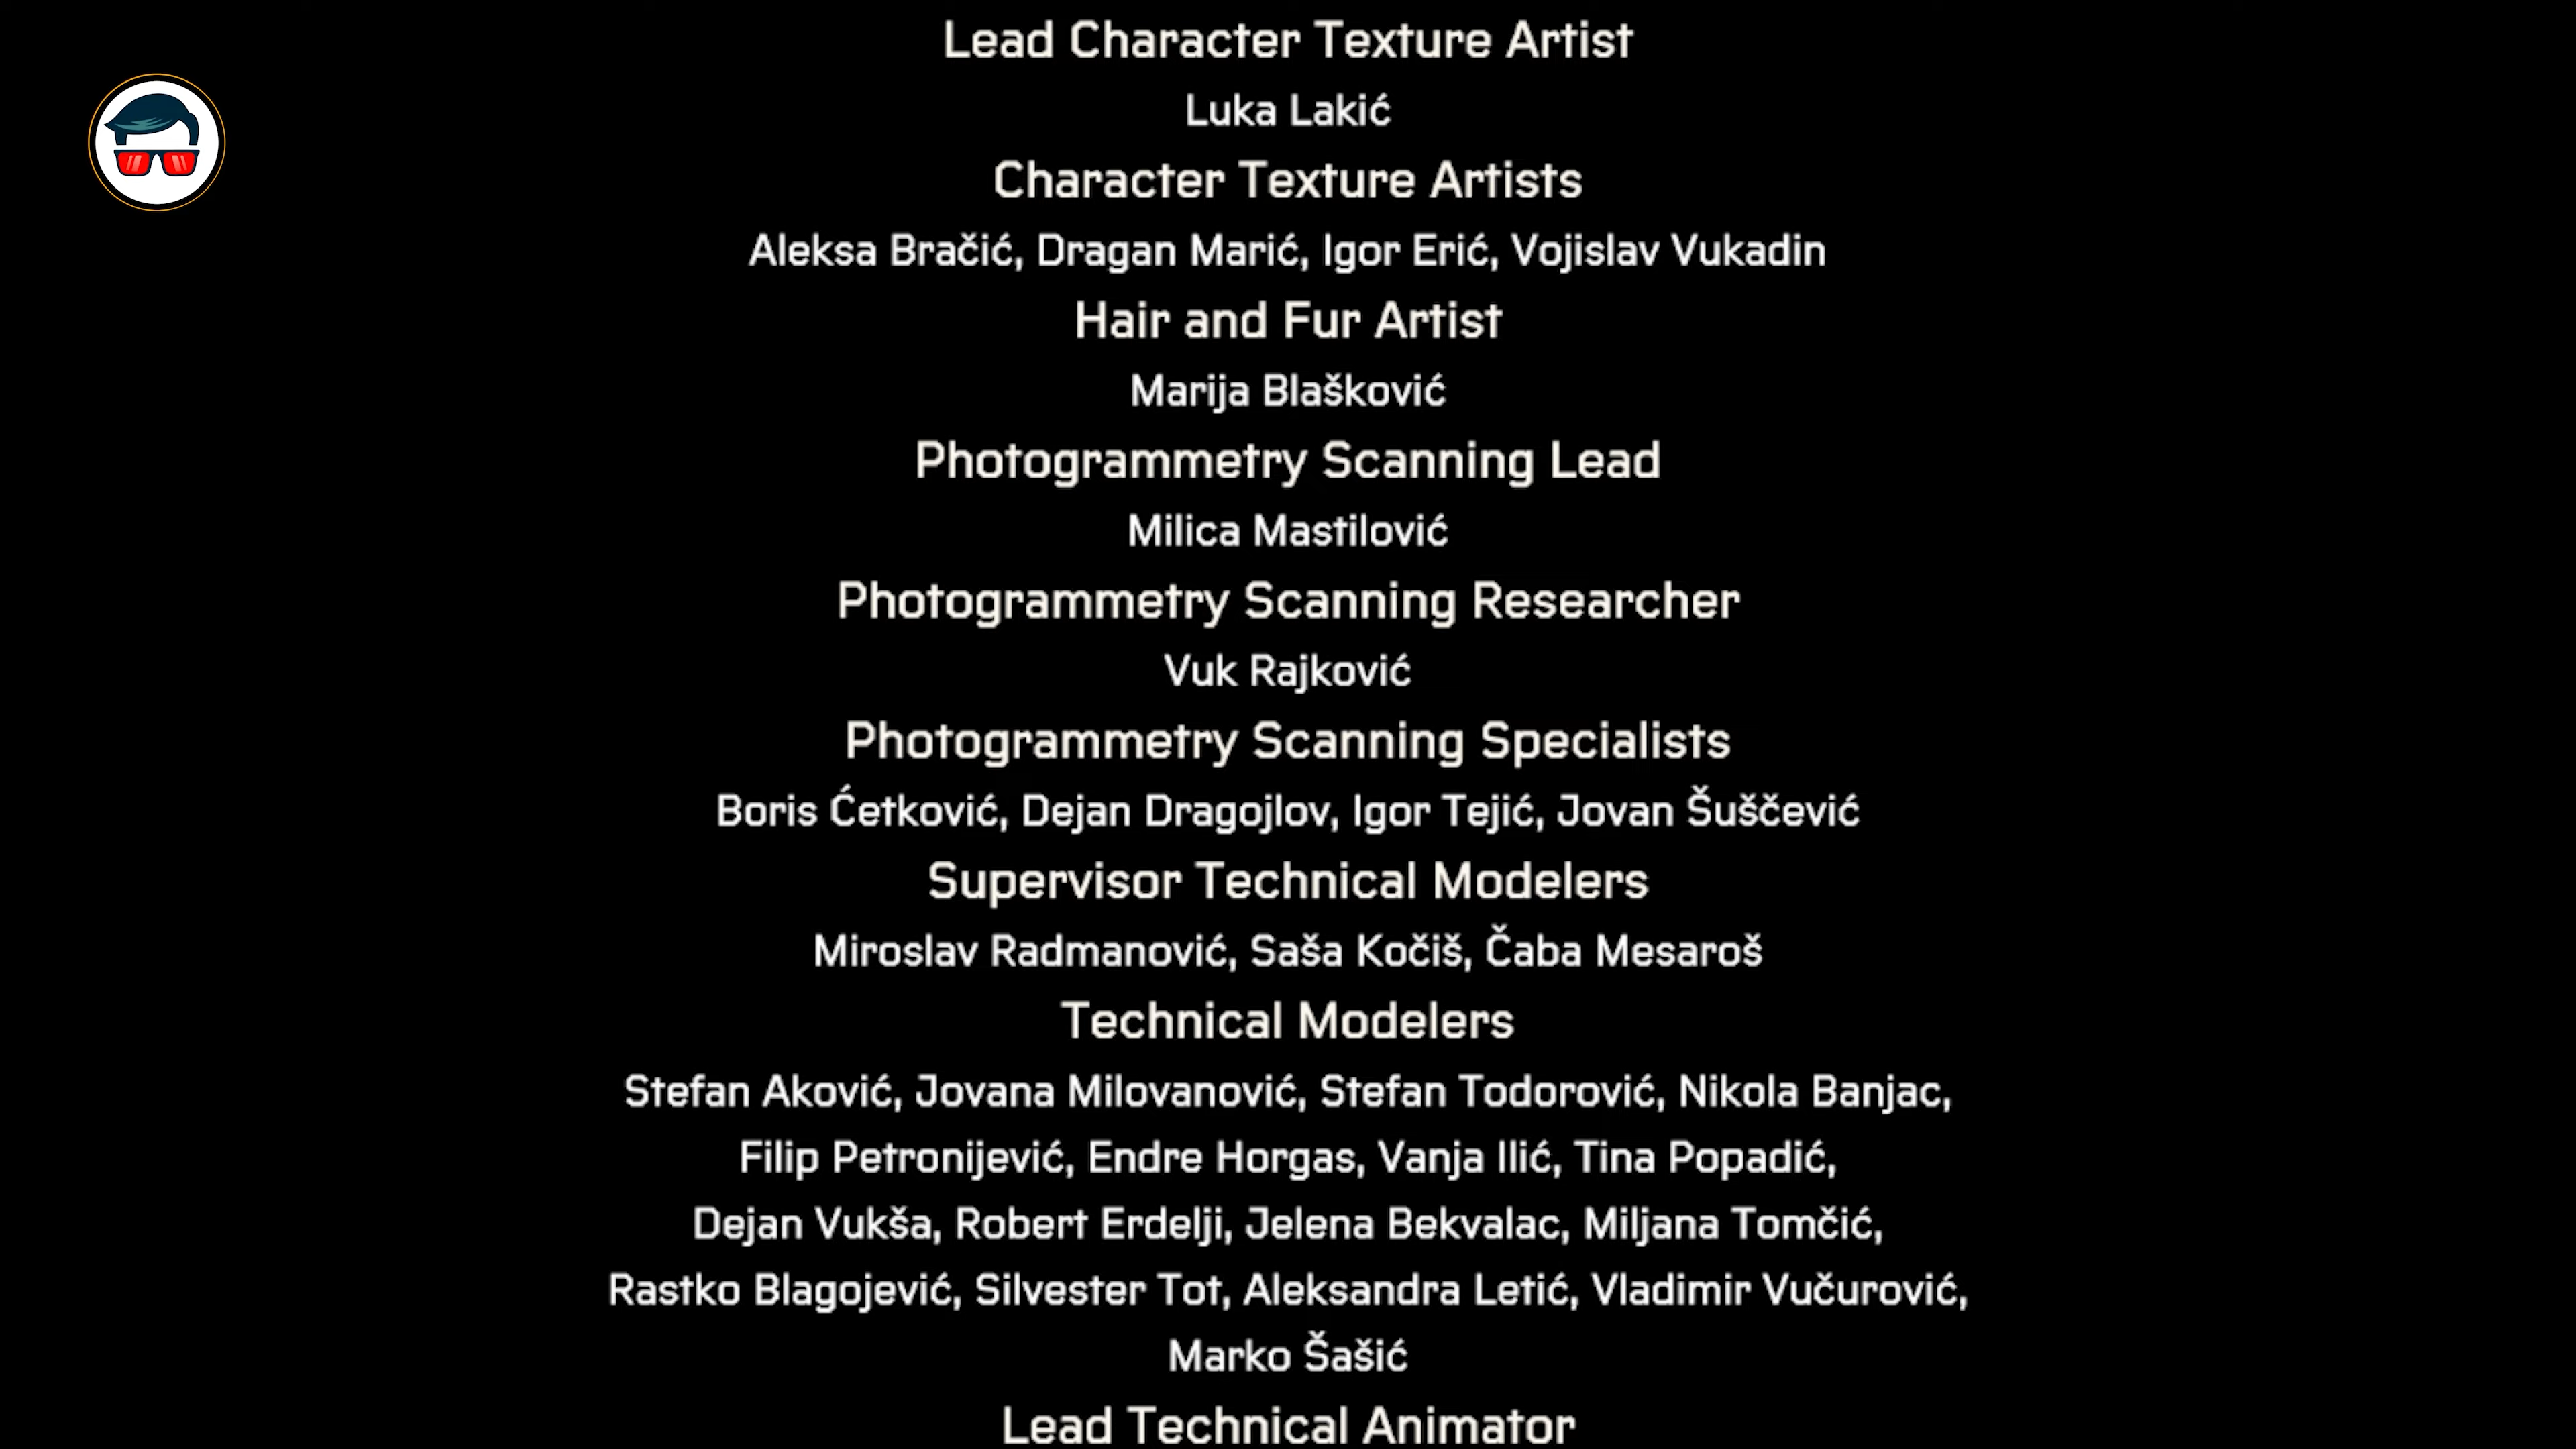 Lead Character Texture Artist
Luka Lakić
Character Texture Artists
Aleksa Bračić, Dragan Marić, Igor Erić, Vojislav Vukadin
Hair and Fur Artist
Marija Blašković
Photogrammetry Scanning Lead
Milica Mastilović
Photogrammetry Scanning Researcher
Vuk Rajković
Photogrammetry Scanning Specialists
Boris Ćetković, Dejan Dragojlov, Igor Tejić, Jovan Šuščević
Supervisor Technical Modelers
Miroslav Radmanović, Saša Kočiš, Čaba Mesaroš
Technical Modelers
Stefan Aković, Jovana Milovanović, Stefan Todorović, Nikola Banjac,
Filip Petronijević, Endre Horgas, Vanja Ilić, Tina Popadić,
Dejan Vukša, Robert Erdelji, Jelena Bekvalac, Miljana Tomčić,
Rastko Blagojević, Silvester Tot, Aleksandra Letić, Vladimir Vučurović,
Marko Šašić
Lead Technical Animator